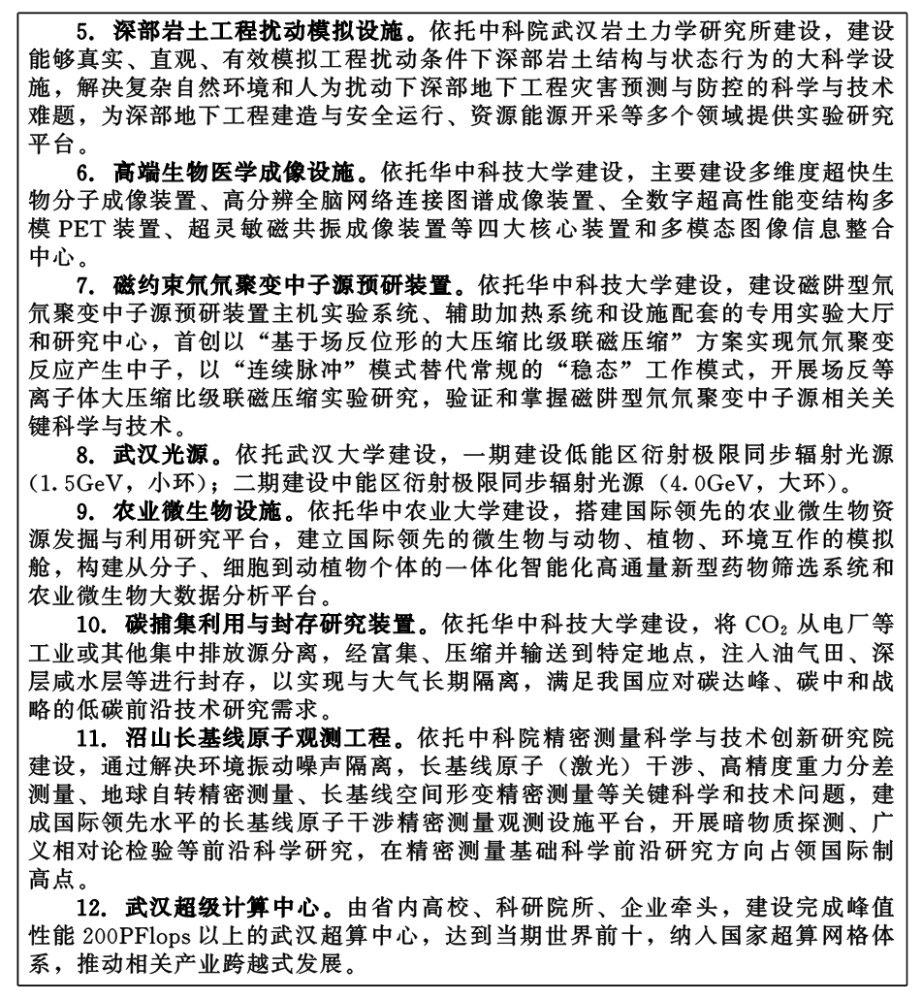 5. 深部岩土工程扰动模拟设施。依托中科院武汉岩土力学研究所建设，建设
能够真实、直观、有效模拟工程扰动条件下深部岩土结构与状态行为的大科学设
施，解决复杂自然环境和人为扰动下深部地下工程灾害预测与防控的科学与技术
难题，为深部地下工程建造与安全运行、资源能源开采等多个领域提供实验研究
平台。
6. 高端生物医学成像设施。依托华中科技大学建设，主要建设多维度超快生
物分子成像装置、高分辨全脑网络连接图谱成像装置、全数字超高性能变结构多
模 PET 装置、超灵敏磁共振成像装置等四大核心装置和多模态图像信息整合
中心。
7. 磁约束氘氘聚变中子源预研装置。依托华中科技大学建设，建设磁阱型氘
氘聚变中子源预研装置主机实验系统、辅助加热系统和设施配套的专用实验大厅
和研究中心，首创以“基于场反位形的大压缩比级联磁压缩”方案实现氘氘聚变
反应产生中子，以“连续脉冲”模式替代常规的“稳态”工作模式，开展场反等
离子体大压缩比级联磁压缩实验研究，验证和掌握磁阱型氘氘聚变中子源相关关
键科学与技术。
8. 武汉光源。依托武汉大学建设，一期建设低能区衍射极限同步辐射光源
(1.5GeV，小环)；二期建设中能区衍射极限同步辐射光源（4.0GeV，大环）。
9. 农业微生物设施。依托华中农业大学建设，搭建国际领先的农业微生物资
源发掘与利用研究平台，建立国际领先的微生物与动物、植物、环境互作的模拟
舱，构建从分子、细胞到动植物个体的一体化智能化高通量新型药物筛选系统和
农业微生物大数据分析平台。
10. 碳捕集利用与封存研究装置。依托华中科技大学建设，将 CO₂ 从电厂等
工业或其他集中排放源分离，经富集、压缩并输送到特定地点，注入油气田、深
层咸水层等进行封存，以实现与大气长期隔离，满足我国应对碳达峰、碳中和战
略的低碳前沿技术研究需求。
11. 沼山长基线原子观测工程。依托中科院精密测量科学与技术创新研究院
建设，通过解决环境振动噪声隔离，长基线原子（激光）干涉、高精度重力分差
测量、地球自转精密测量、长基线空间形变精密测量等关键科学和技术问题，建
成国际领先水平的长基线原子干涉精密测量观测设施平台，开展暗物质探测、广
义相对论检验等前沿科学研究，在精密测量基础科学前沿研究方向占领国际制
高点。
12. 武汉超级计算中心。由省内高校、科研院所、企业牵头，建设完成峰值
性能 200PFlops 以上的武汉超算中心，达到当期世界前十，纳入国家超算网格体
系，推动相关产业跨越式发展。